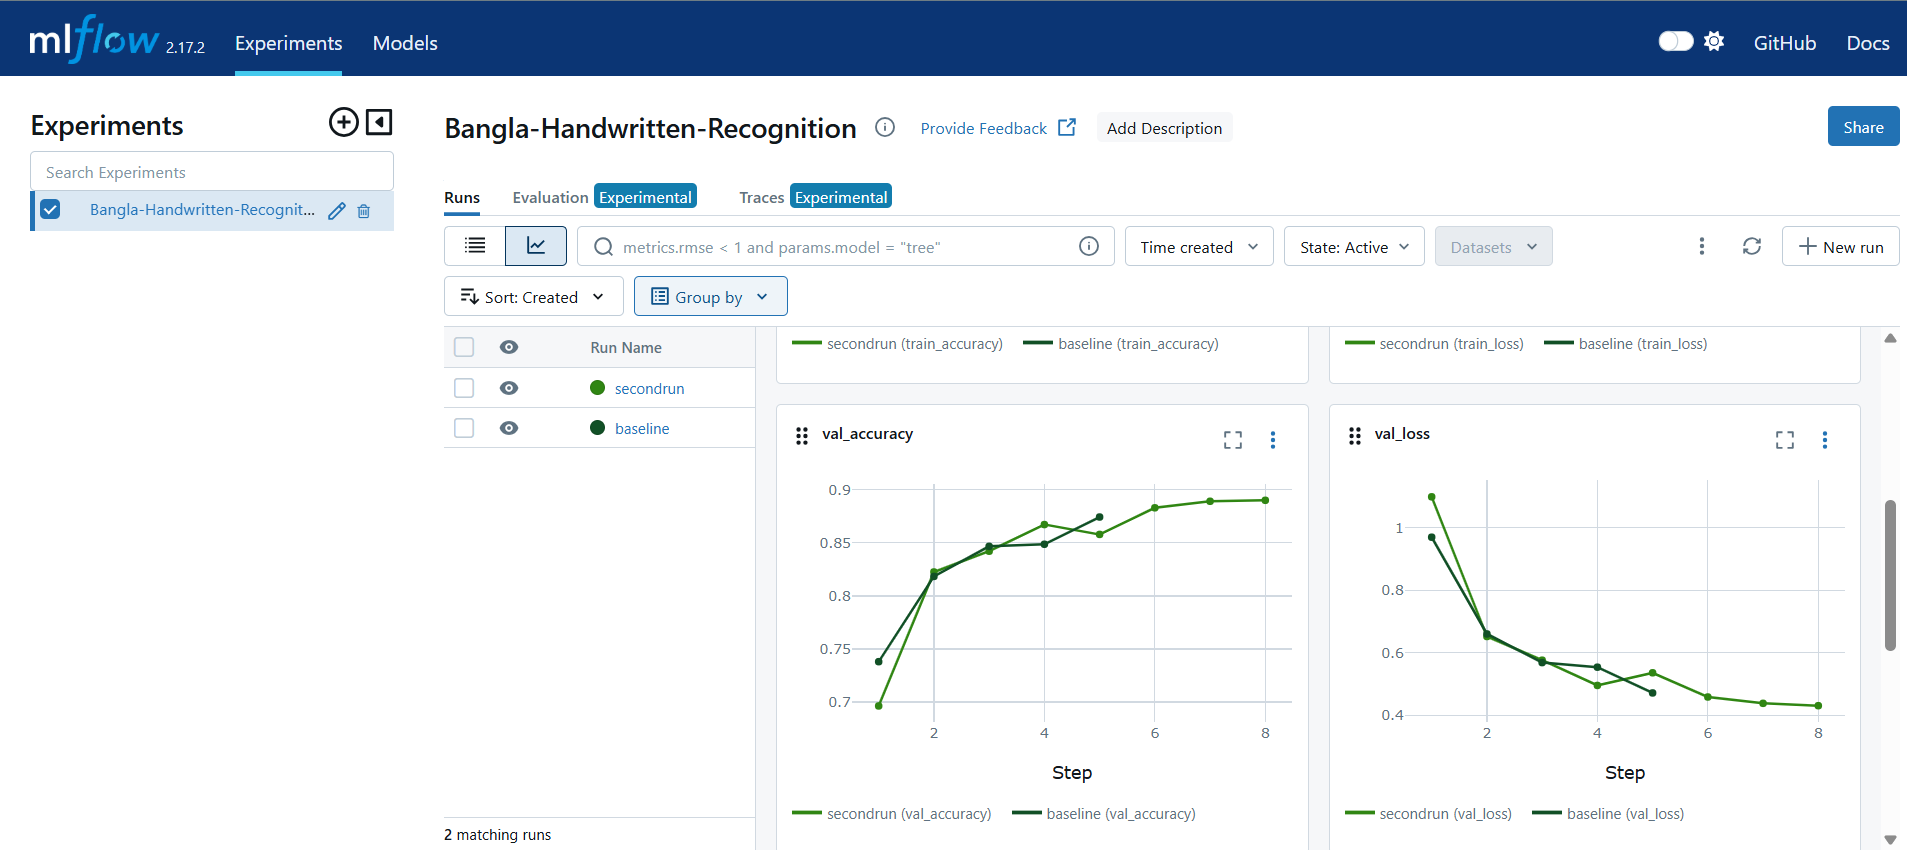 mlflow 2.17.2 Experiments Models GitHub Docs
Experiments
Search Experiments
Bangla-Handwritten-Recognit...
Bangla-Handwritten-Recognition Provide Feedback Add Description Share
Runs Evaluation Experimental Traces Experimental
metrics.rmse < 1 and params.model = "tree" Time created State: Active Datasets New run
Sort: Created Group by
Run Name
secondrun
baseline
2 matching runs
secondrun (train_accuracy) baseline (train_accuracy)
secondrun (train_loss) baseline (train_loss)
val_accuracy
0.9
0.85
0.8
0.75
0.7
2 4 6 8
Step
secondrun (val_accuracy) baseline (val_accuracy)
val_loss
1
0.8
0.6
0.4
2 4 6 8
Step
secondrun (val_loss) baseline (val_loss)